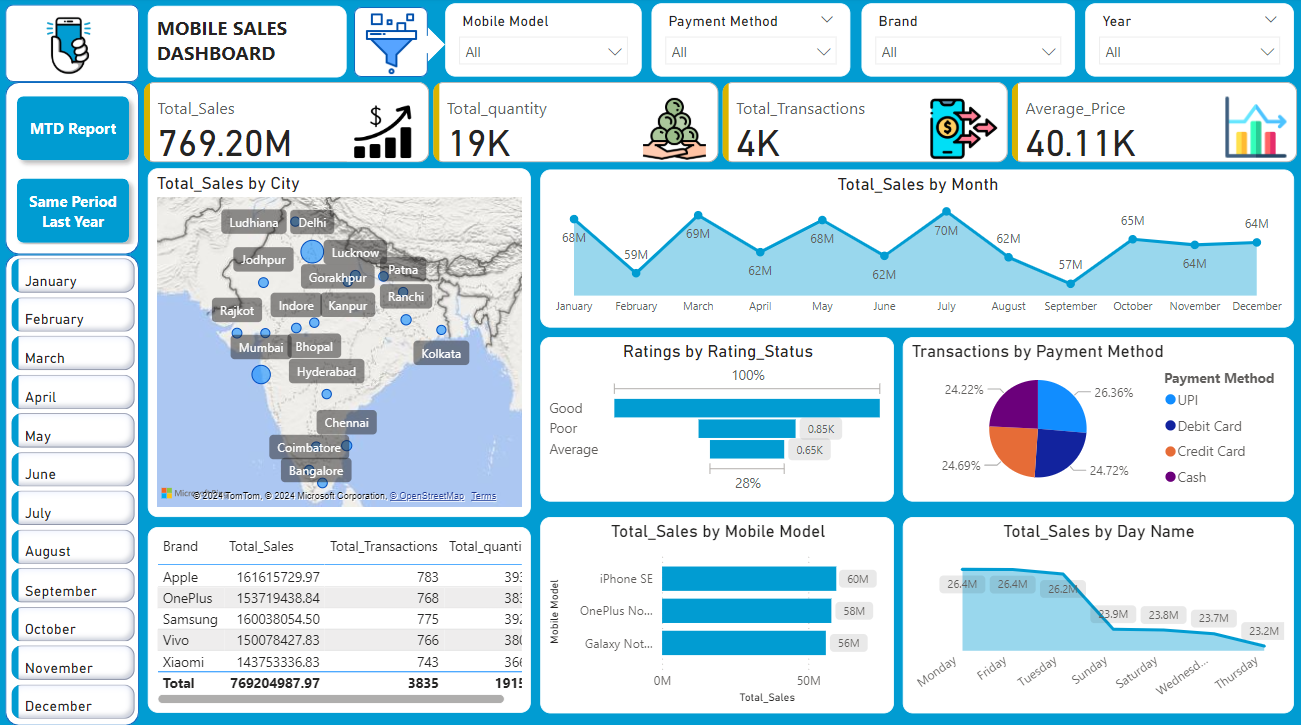 MOBILE SALES
DASHBOARD
Mobile Model
All
Payment Method
All
Brand
All
Year
All
MTD Report
Same Period
Last Year
January
February
March
April
May
June
July
August
September
October
November
December
Total_Sales
769.20M
$
Total_quantity
19K
Total_Transactions
4K
$
Average_Price
40.11K
Total_Sales by City
Ludhiana
Delhi
Jodhpur
Lucknow
Gorakhpur
Patna
Ranchi
Rajkot
Indore
Kanpur
Mumbai
Bhopal
Kolkata
Hyderabad
Chennai
Coimbatore
Bangalore
© 2024 TomTom, © 2024 Microsoft Corporation, © OpenStreetMap Terms
Total_Sales by Month
68M
59M
69M
62M
68M
62M
70M
62M
57M
65M
64M
64M
January February March April May June July August September October November December
Ratings by Rating_Status
100%
Good
Poor
0.85K
Average
0.65K
28%
Transactions by Payment Method
24.22%
26.36%
24.69%
24.72%
Payment Method
UPI
Debit Card
Credit Card
Cash
Brand Total_Sales Total_Transactions Total_quanti
Apple 161615729.97 783 393
OnePlus 153719438.84 768 383
Samsung 160038054.50 775 392
Vivo 150078427.83 766 380
Xiaomi 143753336.83 743 366
Total 769204987.97 3835 1915
Total_Sales by Mobile Model
Mobile Model
iPhone SE
60M
OnePlus No...
58M
Galaxy Not...
56M
0M 50M
Total_Sales
Total_Sales by Day Name
26.4M
26.4M
26.2M
23.9M
23.8M
23.7M
23.2M
Monday Friday Tuesday Sunday Saturday Wednesd... Thursday